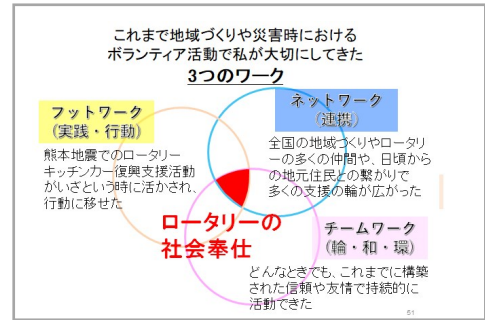 これまで地域づくりや災害時における
ボランティア活動で私が大切にしてきた
3つのワーク
フットワーク
(実践・行動)
熊本地震でのロータリー
キッチンカー復興支援活動
がいざという時に活かされ、
行動に移せた
ネットワーク
(連携)
全国の地域づくりやロータリ
ーの多くの仲間や、日頃から
の地元住民との繋がりで
多くの支援の輪が広がった
ロータリーの
社会奉仕
チームワーク
(輪・和・環)
どんなときでも、これまでに構築
された信頼や友情で持続的に
活動できた
51